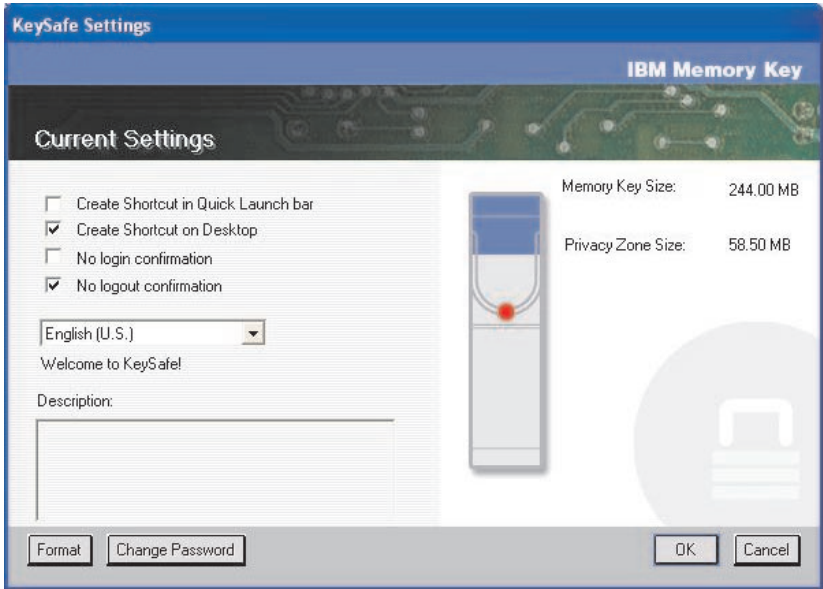 KeySafe Settings
IBM Memory Key
Current Settings
Create Shortcut in Quick Launch bar
Create Shortcut on Desktop
No login confirmation
No logout confirmation
English (U.S.)
Welcome to KeySafe!
Description:
Memory Key Size: 244.00 MB
Privacy Zone Size: 58.50 MB
Format
Change Password
OK
Cancel